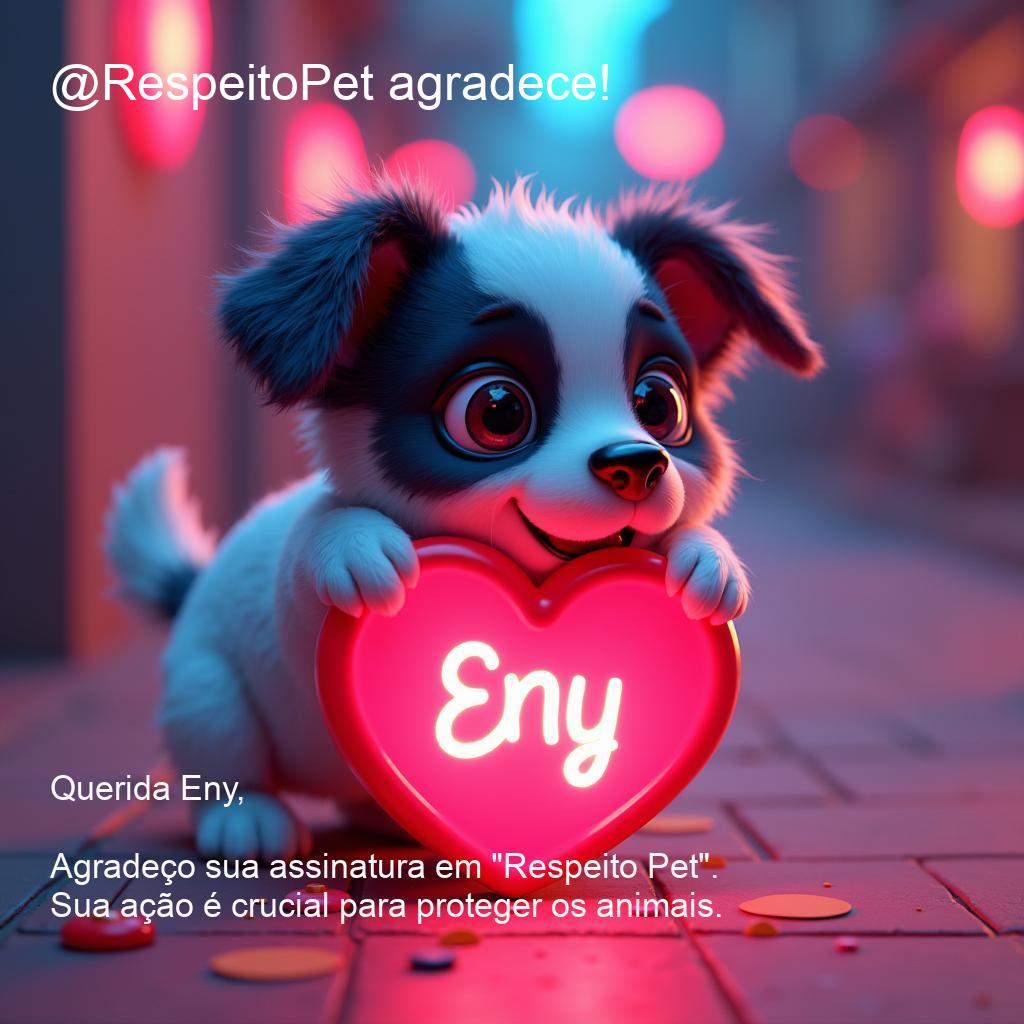 @RespeitoPet agradece!
Eny
Querida Eny,
Agradeço sua assinatura em "Respeito Pet".
Sua ação é crucial para proteger os animais.